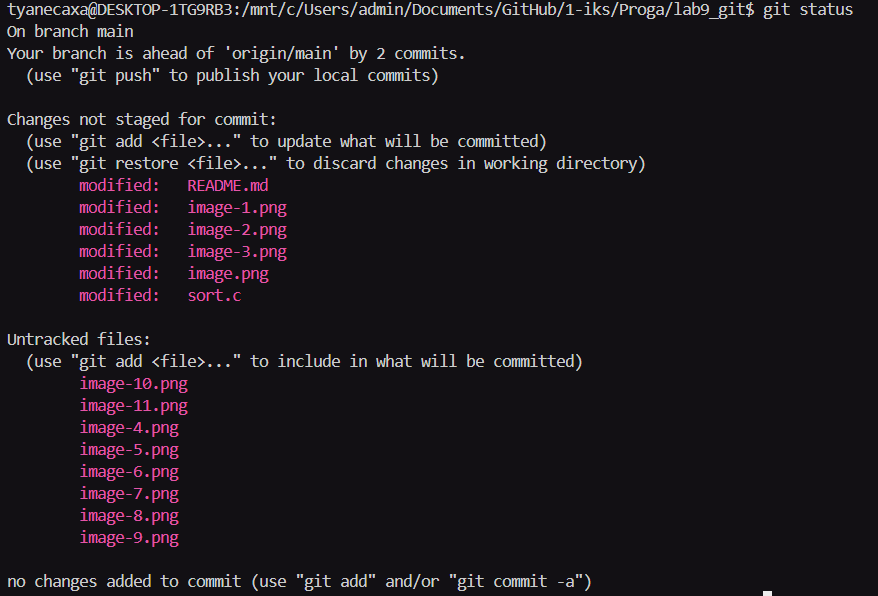 tyanecaxa@DESKTOP-1TG9RB3:/mnt/c/Users/admin/Documents/GitHub/1-iks/Proga/lab9_git$ git status
On branch main
Your branch is ahead of 'origin/main' by 2 commits.
  (use "git push" to publish your local commits)

Changes not staged for commit:
  (use "git add <file>..." to update what will be committed)
  (use "git restore <file>..." to discard changes in working directory)
        modified:   README.md
        modified:   image-1.png
        modified:   image-2.png
        modified:   image-3.png
        modified:   image.png
        modified:   sort.c

Untracked files:
  (use "git add <file>..." to include in what will be committed)
        image-10.png
        image-11.png
        image-4.png
        image-5.png
        image-6.png
        image-7.png
        image-8.png
        image-9.png

no changes added to commit (use "git add" and/or "git commit -a")